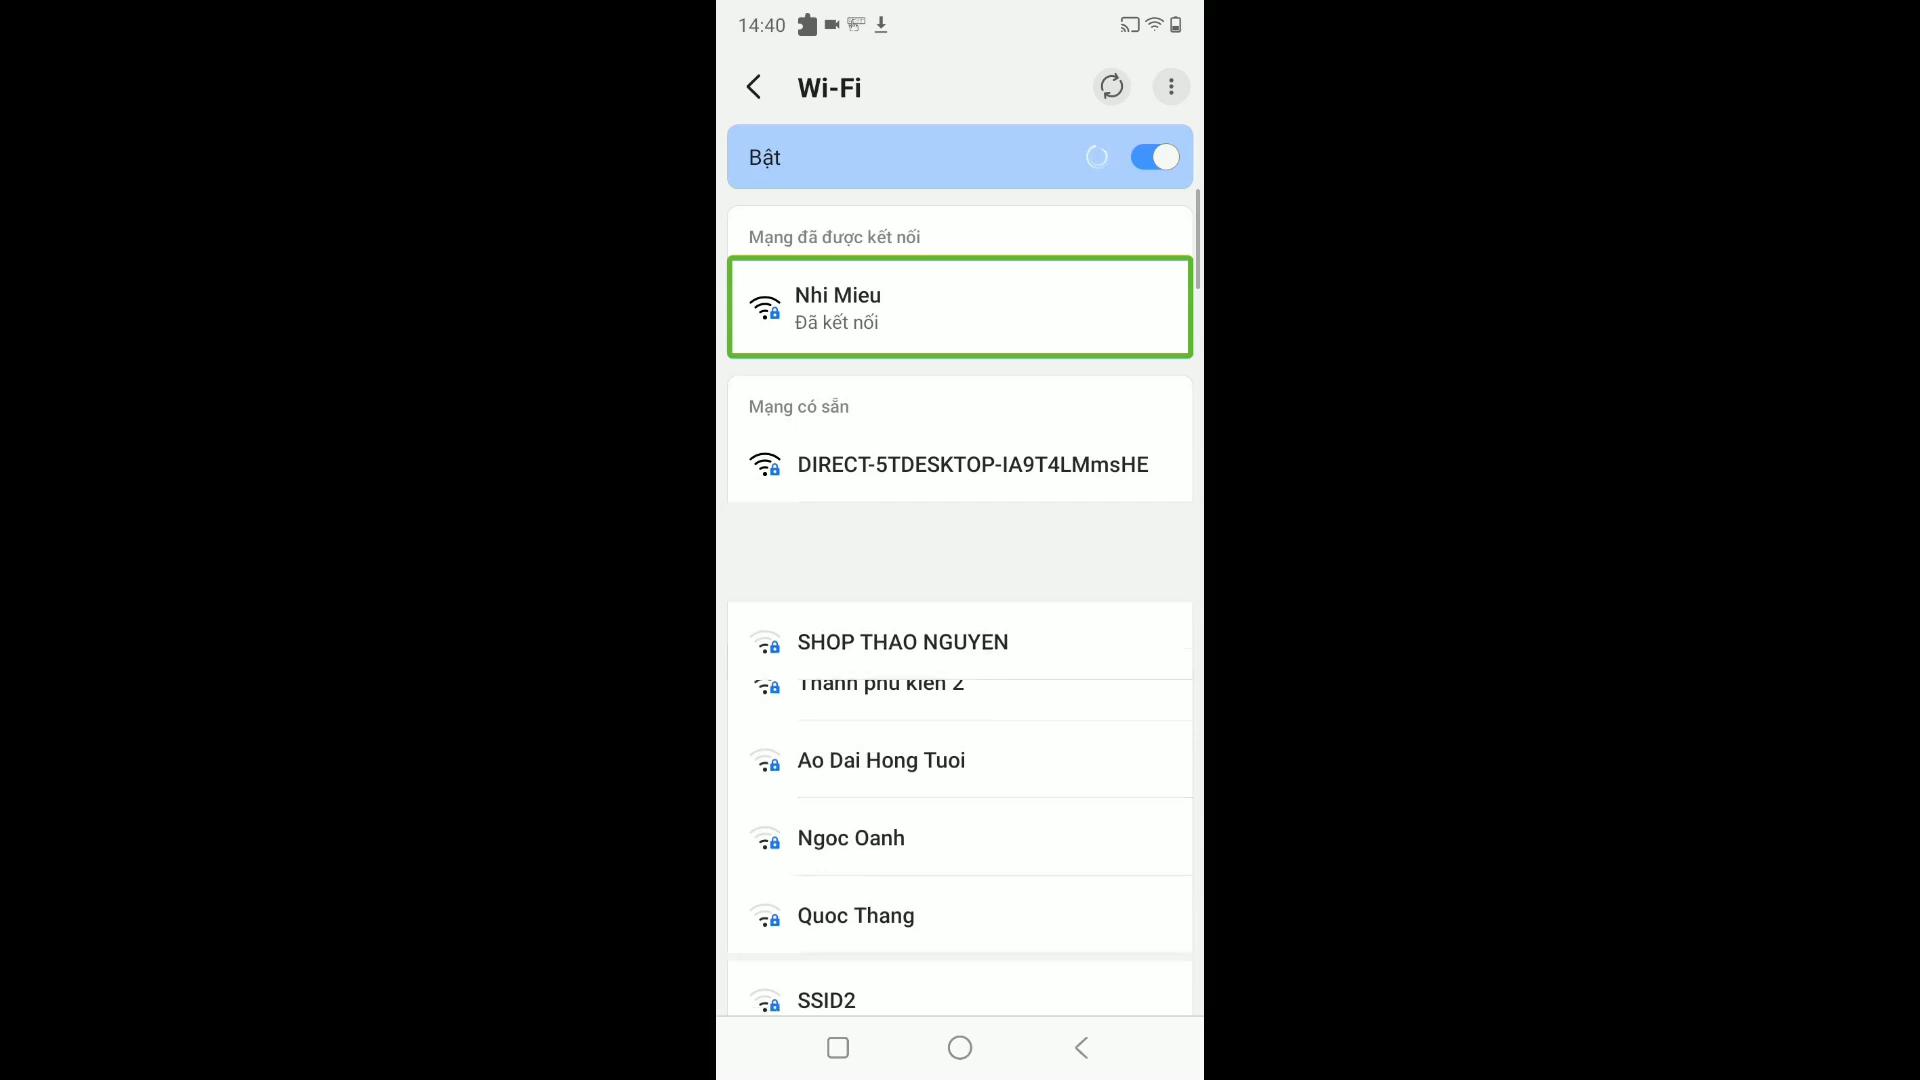 14:40
Wi-Fi
Bật
Mạng đã được kết nối
Nhi Mieu
Đã kết nối
Mạng có sẵn
DIRECT-5TDESKTOP-IA9T4LMmsHE
SHOP THAO NGUYEN
Thanh phu kien 2
Ao Dai Hong Tuoi
Ngoc Oanh
Quoc Thang
SSID2